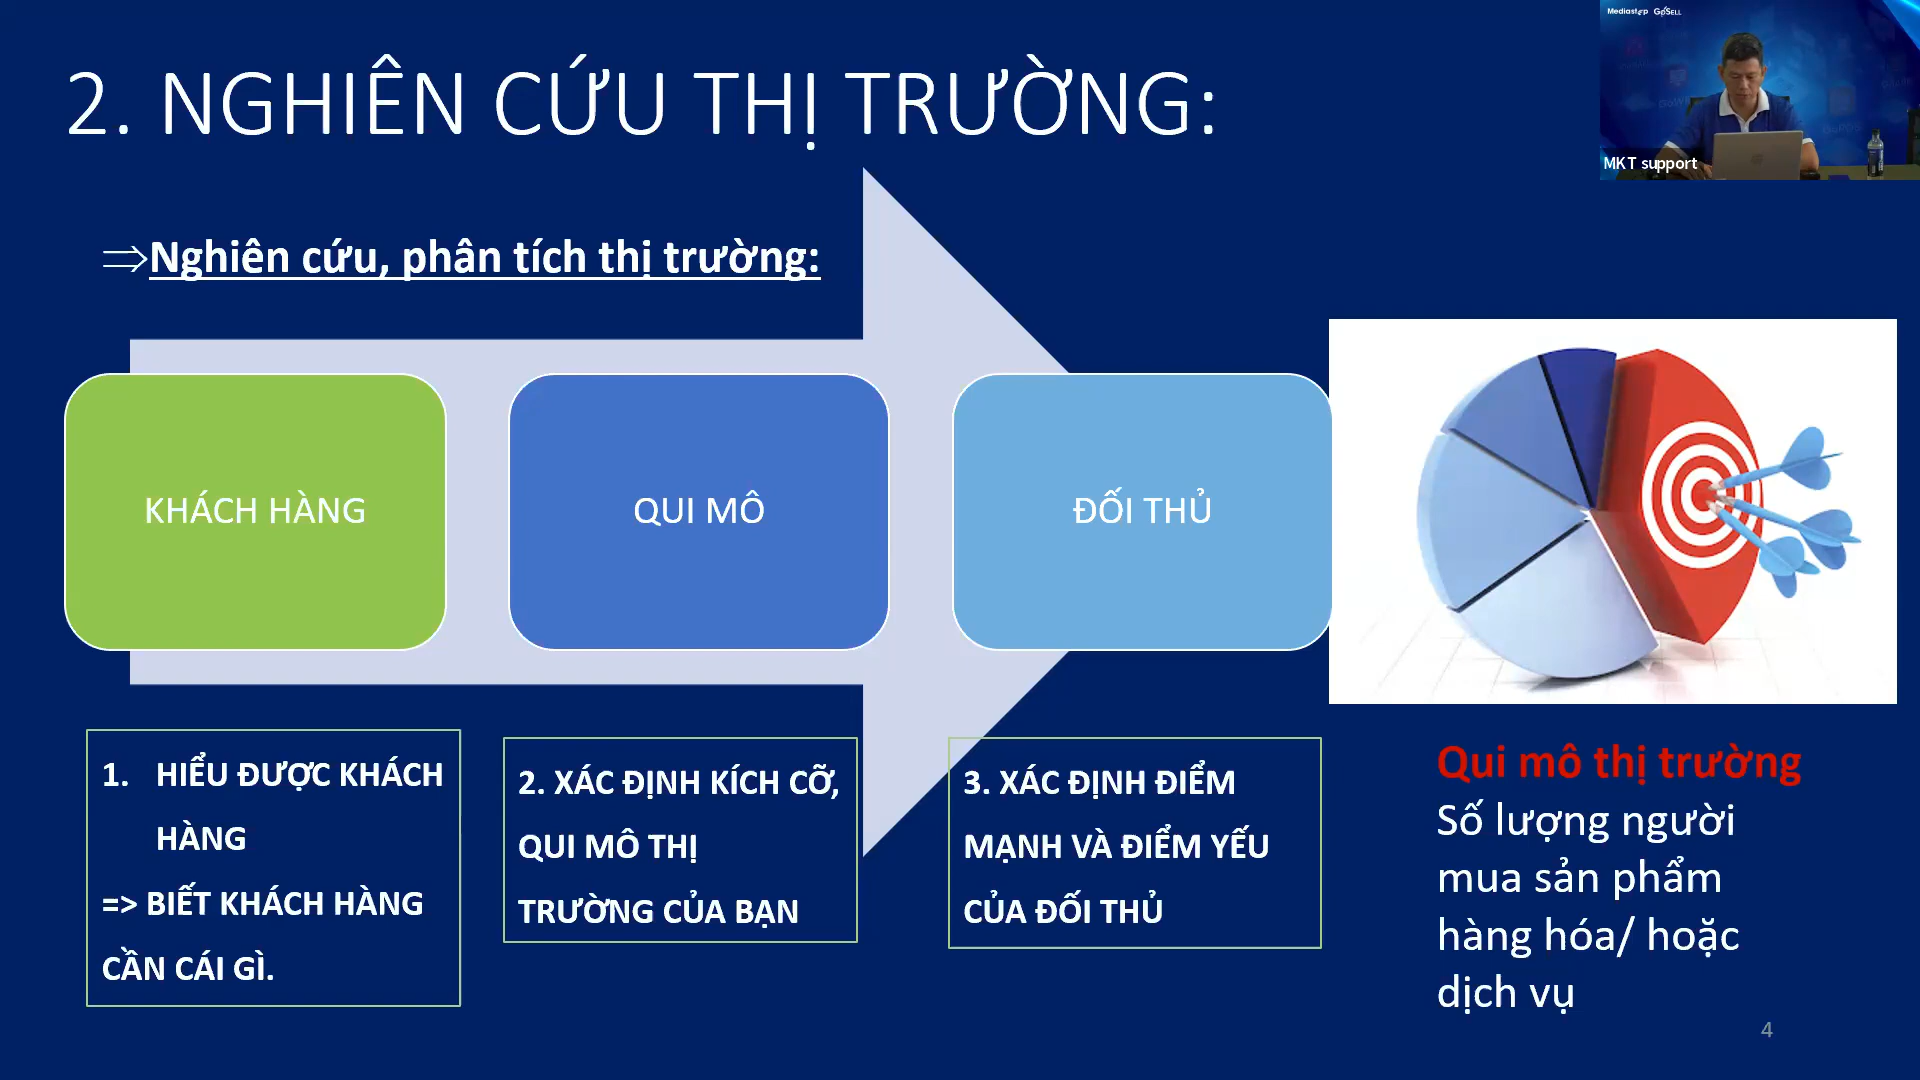 2. NGHIÊN CỨU THỊ TRƯỜNG:
Mediastep GoSELL
MKT support
⇒Nghiên cứu, phân tích thị trường:
KHÁCH HÀNG
QUI MÔ
ĐỐI THỦ
1. HIỂU ĐƯỢC KHÁCH
HÀNG
=> BIẾT KHÁCH HÀNG
CẦN CÁI GÌ.
2. XÁC ĐỊNH KÍCH CỠ,
QUI MÔ THỊ
TRƯỜNG CỦA BẠN
3. XÁC ĐỊNH ĐIỂM
MẠNH VÀ ĐIỂM YẾU
CỦA ĐỐI THỦ
Qui mô thị trường
Số lượng người
mua sản phẩm
hàng hóa/ hoặc
dịch vụ
4